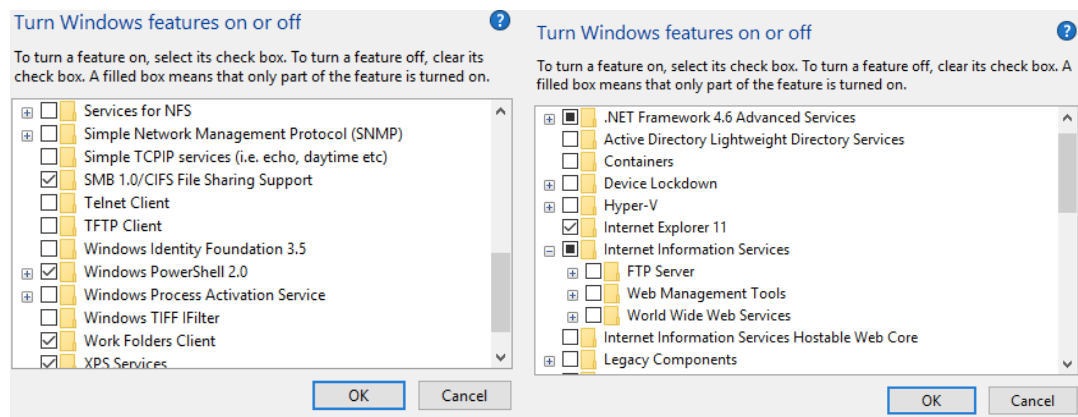 Turn Windows features on or off
?
To turn a feature on, select its check box. To turn a feature off, clear its
check box. A filled box means that only part of the feature is turned on.
Services for NFS
Simple Network Management Protocol (SNMP)
Simple TCPIP services (i.e. echo, daytime etc)
SMB 1.0/CIFS File Sharing Support
Telnet Client
TFTP Client
Windows Identity Foundation 3.5
Windows PowerShell 2.0
Windows Process Activation Service
Windows TIFF IFilter
Work Folders Client
XPS Services
OK
Cancel
Turn Windows features on or off
?
To turn a feature on, select its check box. To turn a feature off, clear its check box. A
filled box means that only part of the feature is turned on.
.NET Framework 4.6 Advanced Services
Active Directory Lightweight Directory Services
Containers
Device Lockdown
Hyper-V
Internet Explorer 11
Internet Information Services
FTP Server
Web Management Tools
World Wide Web Services
Internet Information Services Hostable Web Core
Legacy Components
OK
Cancel